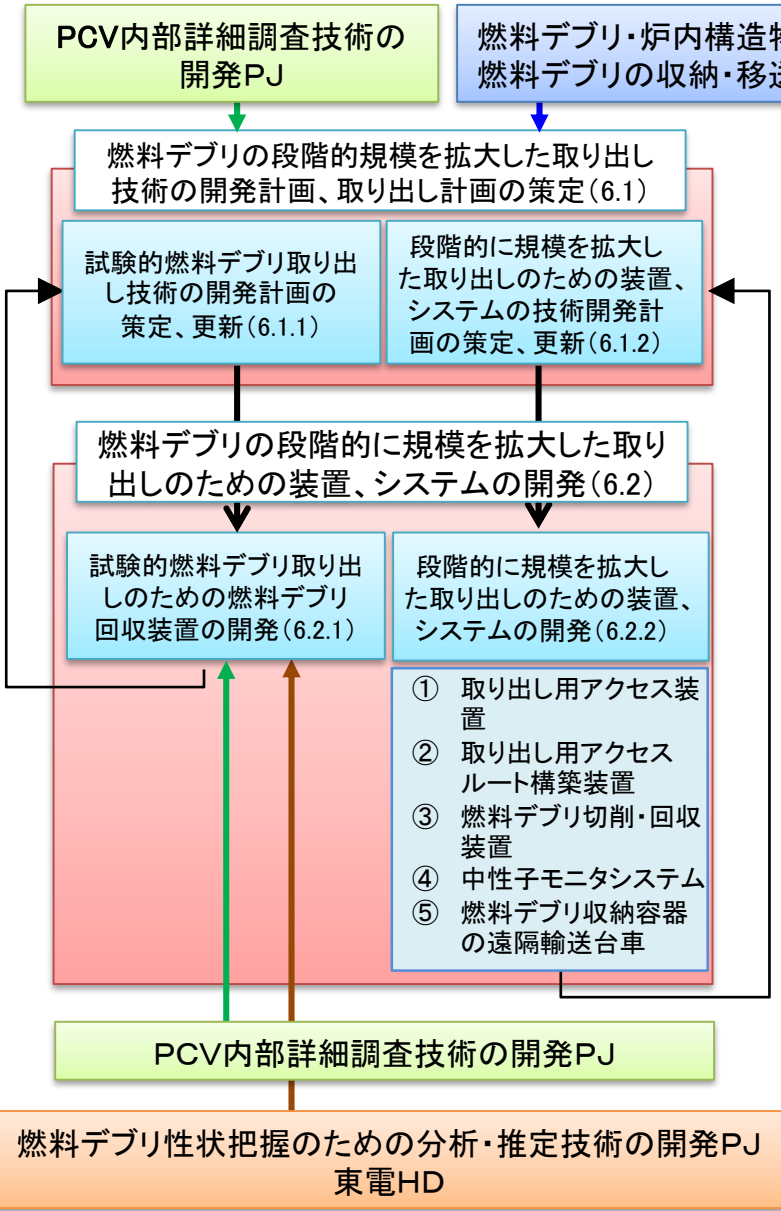 PCV内部詳細調査技術の
開発PJ
燃料デブリ・炉内構造物
燃料デブリの収納・移送
燃料デブリの段階的規模を拡大した取り出し
技術の開発計画、取り出し計画の策定(6.1)
試験的燃料デブリ取り出
し技術の開発計画の
策定、更新(6.1.1)
段階的に規模を拡大し
た取り出しのための装置、
システムの技術開発計
画の策定、更新(6.1.2)
燃料デブリの段階的に規模を拡大した取り
出しのための装置、システムの開発(6.2)
試験的燃料デブリ取り出
しのための燃料デブリ
回収装置の開発(6.2.1)
段階的に規模を拡大し
た取り出しのための装置、
システムの開発(6.2.2)
① 取り出し用アクセス装
置
② 取り出し用アクセス
ルート構築装置
③ 燃料デブリ切削・回収
装置
④ 中性子モニタシステム
⑤ 燃料デブリ収納容器
の遠隔輸送台車
PCV内部詳細調査技術の開発PJ
燃料デブリ性状把握のための分析・推定技術の開発PJ
東電HD